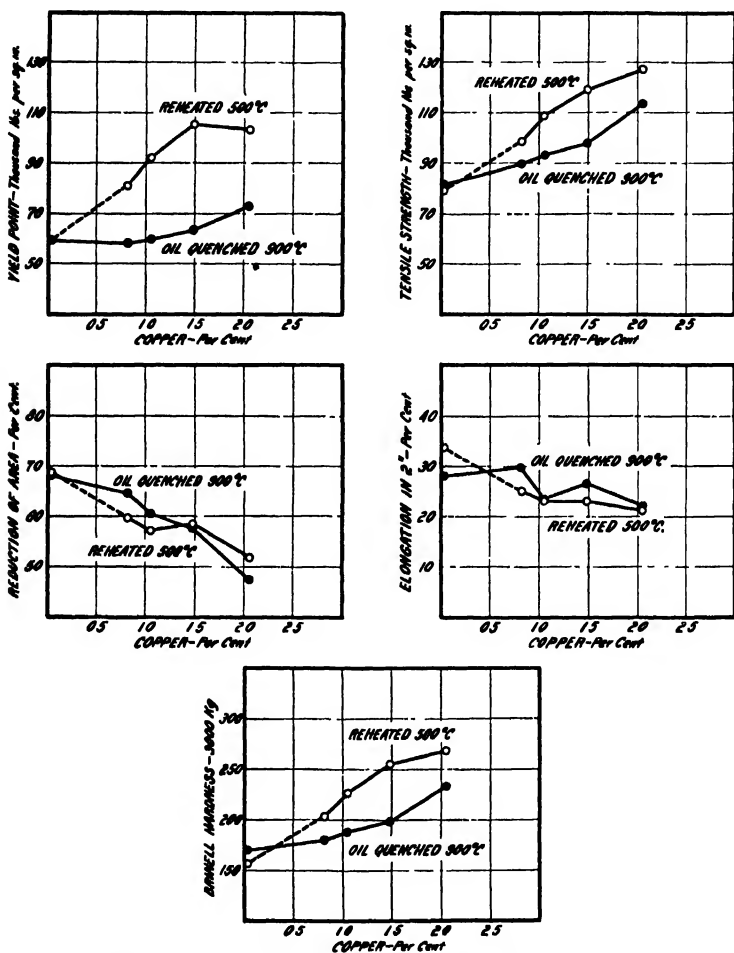 YIELD POINT-Thousand lbs. per sq. in.
130
110
90
70
50
REHEATED 500°C
OIL QUENCHED 900°C
0.5 1.0 1.5 2.0 2.5
COPPER-Per Cent
TENSILE STRENGTH-Thousand lbs. per sq. in.
130
110
90
70
50
REHEATED 500°C
OIL QUENCHED 900°C
0.5 1.0 1.5 2.0 2.5
COPPER-Per Cent
REDUCTION OF AREA-Per Cent.
80
70
60
50
OIL QUENCHED 900°C
REHEATED 500°C
0.5 1.0 1.5 2.0 2.5
COPPER-Per Cent
ELONGATION IN 2"-Per Cent
40
30
20
10
OIL QUENCHED 900°C
REHEATED 500°C.
0.5 1.0 1.5 2.0 2.5
COPPER-Per Cent
BRINELL HARDNESS-3000 Kg
300
250
200
150
REHEATED 500°C
OIL QUENCHED 900°C
0.5 1.0 1.5 2.0 2.5
COPPER-Per Cent